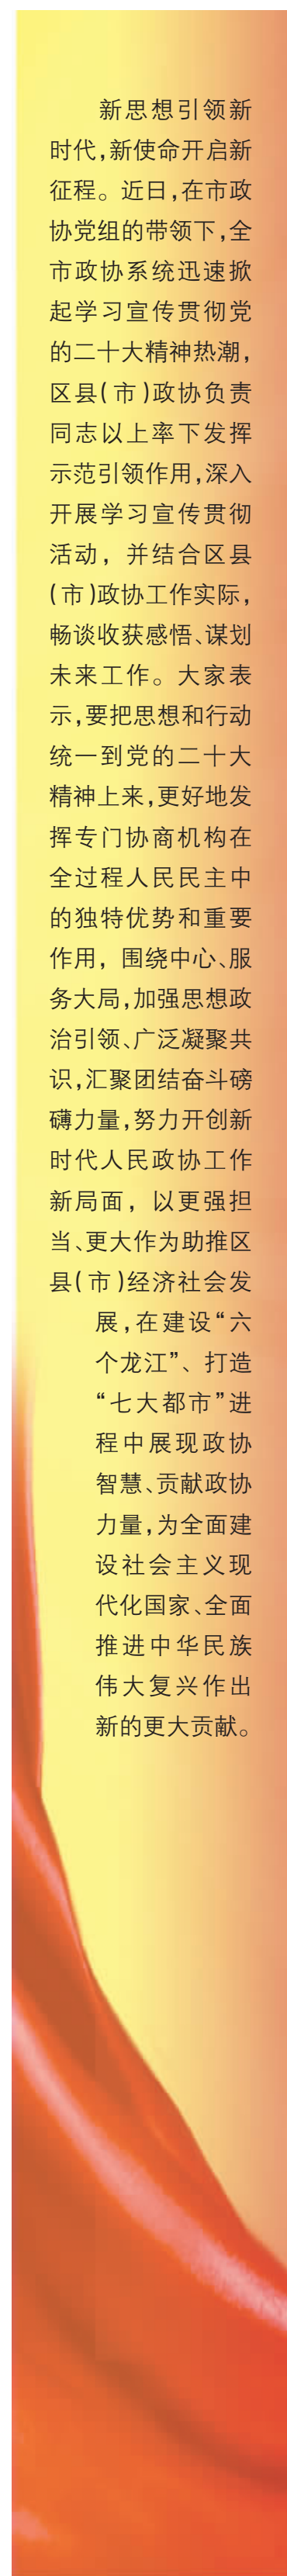 新思想引领新
时代，新使命开启新
征程。近日，在市政
协党组的带领下，全
市政协系统迅速掀
起学习宣传贯彻党
的二十大精神热潮，
区县（市）政协负责
同志以上率下发挥
示范引领作用，深入
开展学习宣传贯彻
活动，并结合区县
（市）政协工作实际，
畅谈收获感悟、谋划
未来工作。大家表
示，要把思想和行动
统一到党的二十大
精神上来，更好地发
挥专门协商机构在
全过程人民民主中
的独特优势和重要
作用，围绕中心、服
务大局，加强思想政
治引领、广泛凝聚共
识，汇聚团结奋斗磅
礴力量，努力开创新
时代人民政协工作
新局面，以更强担
当、更大作为助推区
县（市）经济社会发
展，在建设“六
个龙江”、打造
“七大都市”进
程中展现政协
智慧、贡献政协
力量，为全面建
设社会主义现
代化国家、全面
推进中华民族
伟大复兴作出
新的更大贡献。